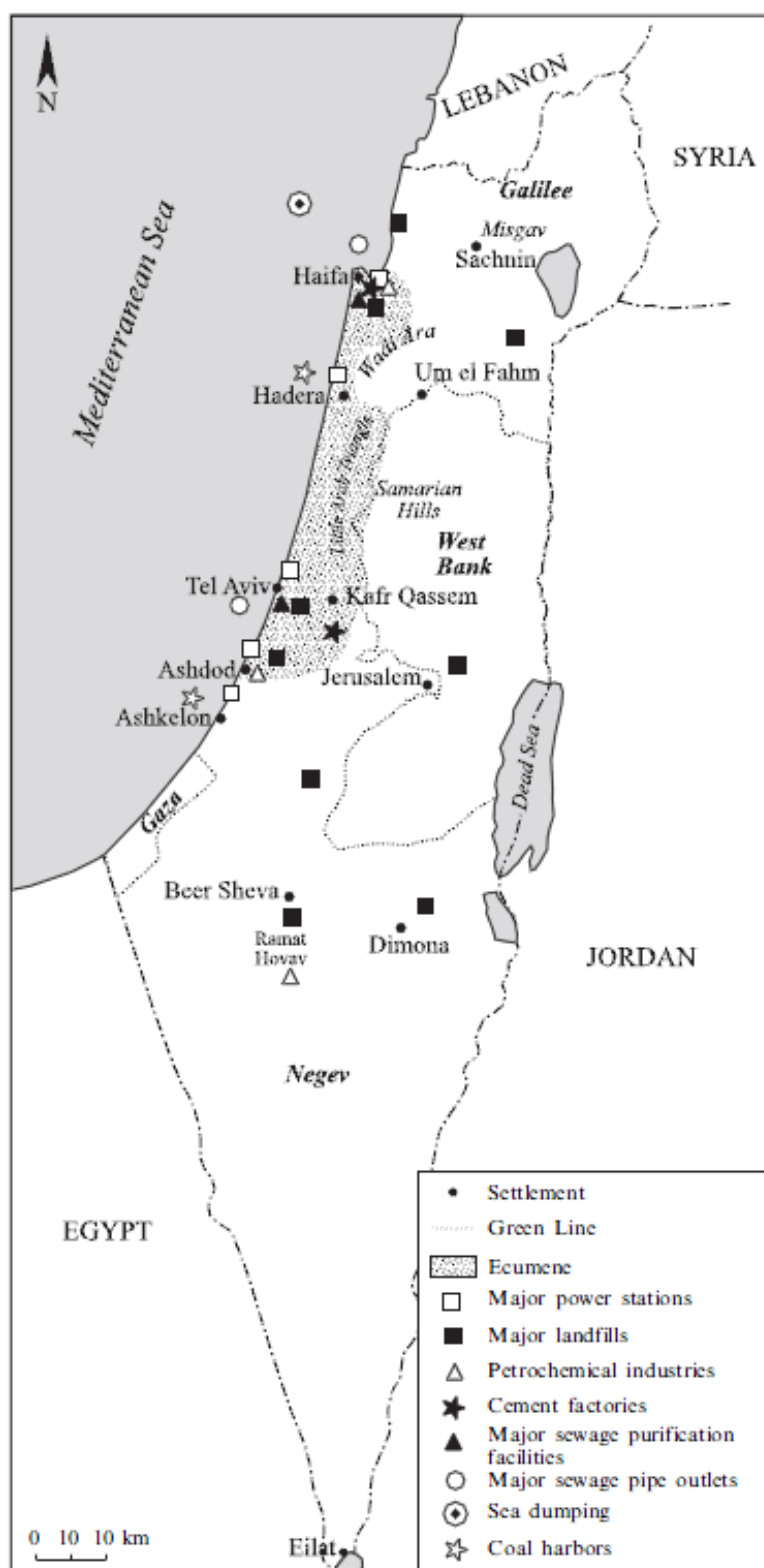 N
LEBANON
SYRIA
Galilee
Misgav
Sachnin
Mediterranean Sea
Haifa
Wadi Ara
Um el Fahm
Hadera
Little Arab Triangle
Samarian
Hills
West
Bank
Tel Aviv
Kafr Qassem
Ashdod
Jerusalem
Ashkelon
Dead Sea
Gaza
Beer Sheva
Ramat
Hovav
Dimona
JORDAN
Negev
EGYPT
Settlement
Green Line
Ecumene
Major power stations
Major landfills
Petrochemical industries
Cement factories
Major sewage purification
facilities
Major sewage pipe outlets
Sea dumping
Coal harbors
0 10 10 km
Eilat